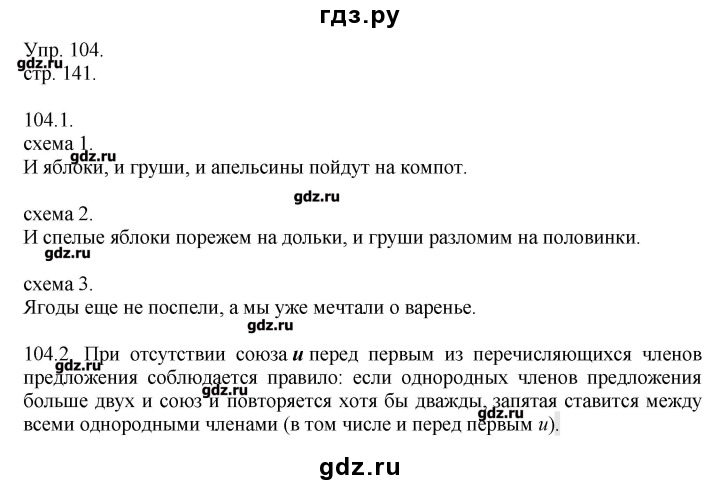 гдз.ру
Упр. 104.
gdz.ru
стр. 141.
104.1.
схема 1.
gdz.ru
И яблоки, и груши, и апельсины пойдут на компот.
gdz.ru
схема 2.
И спелые яблоки порежем на дольки, и груши разломим на половинки.
gdz.ru
схема 3.
Ягоды еще не поспели, а мы уже мечтали о варенье.
gdz.ru
104.2. При отсутствии союза и перед первым из перечисляющихся членов
gdz.ru
предложения соблюдается правило: если однородных членов предложения
gdz.ru
больше двух и союз и повторяется хотя бы дважды, запятая ставится между
gdz.ru
всеми однородными членами (в том числе и перед первым и).
gdz.ru